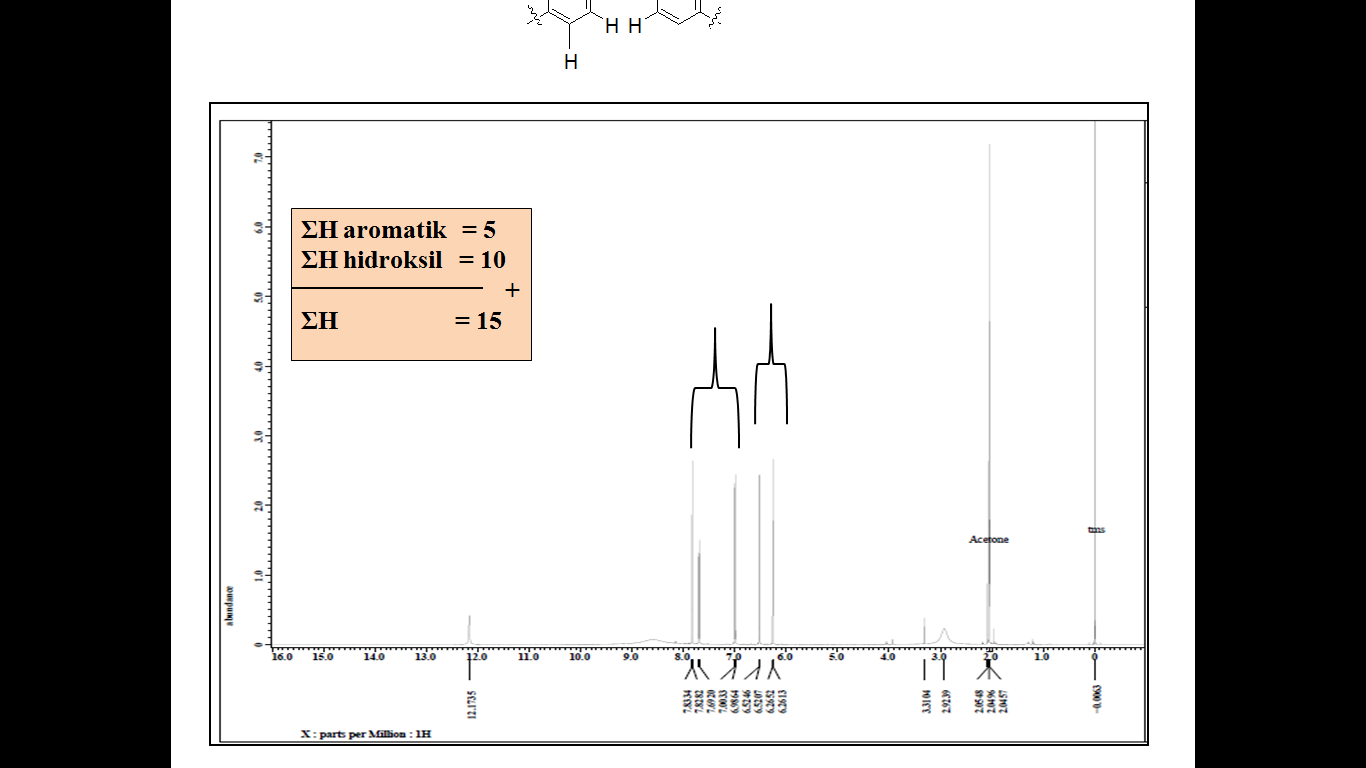 H H
H
ΣH aromatik = 5
ΣH hidroksil = 10
+
ΣH = 15
7.0
6.0
5.0
4.0
3.0
2.0
1.0
0
abundance
Acetone
tms
16.0 15.0 14.0 13.0 12.0 11.0 10.0 9.0 8.0 7.0 6.0 5.0 4.0 3.0 2.0 1.0 0
12.1735 7.8334 7.8282 7.6920 7.0033 6.9864 6.5246 6.5207 6.2652 6.2613 3.3104 2.9239 2.0548 2.0496 2.0457 -0.0063
X : parts per Million : 1H